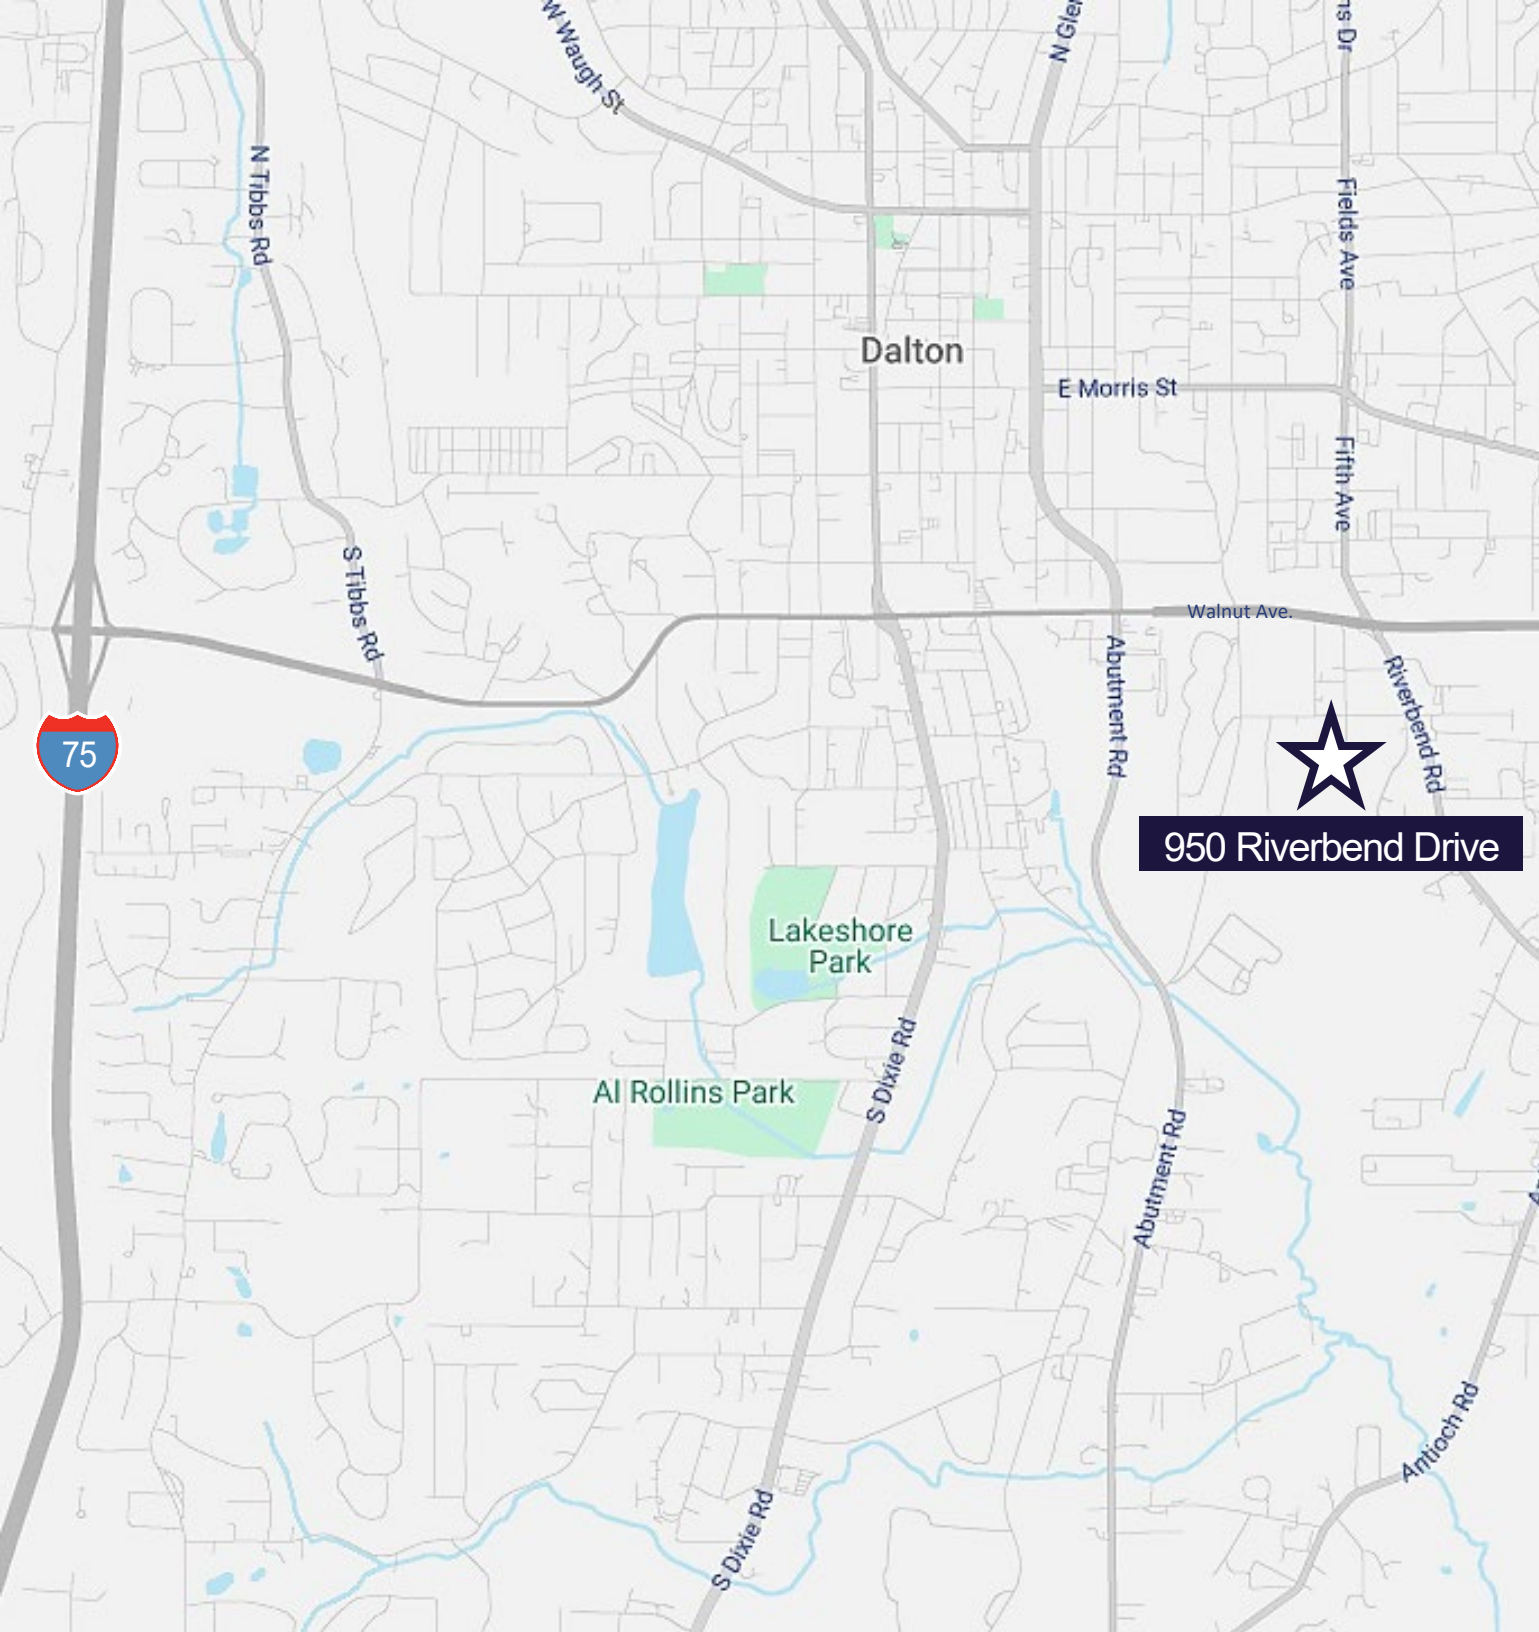 W Waugh St
N Tibbs Rd
Fields Ave
Dalton
E Morris St
Fifth Ave
S Tibbs Rd
Walnut Ave.
Abutment Rd
Riverbend Rd
75
950 Riverbend Drive
Lakeshore
Park
S Dixie Rd
Al Rollins Park
Abutment Rd
Antioch Rd
S Dixie Rd